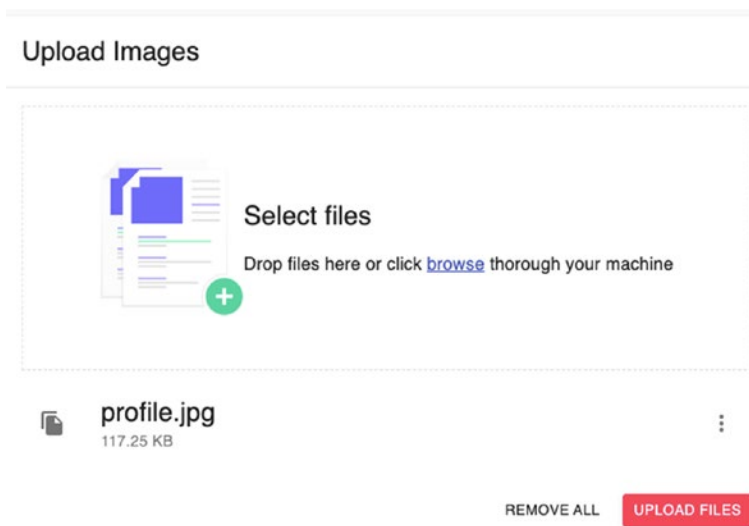 Upload Images
Select files
Drop files here or click browse thorough your machine
profile.jpg
117.25 KB
REMOVE ALL
UPLOAD FILES